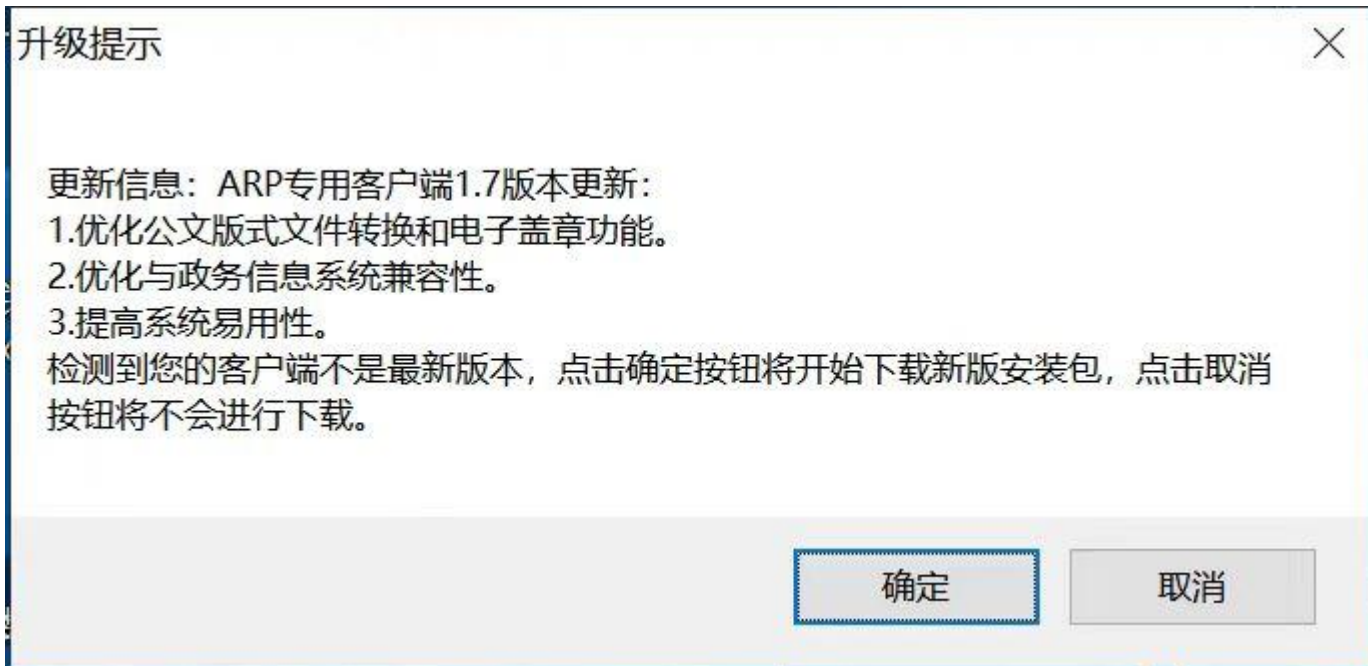 升级提示
更新信息：ARP专用客户端1.7版本更新：
1.优化公文版式文件转换和电子盖章功能。
2.优化与政务信息系统兼容性。
3.提高系统易用性。
检测到您的客户端不是最新版本，点击确定按钮将开始下载新版安装包，点击取消
按钮将不会进行下载。
确定 取消